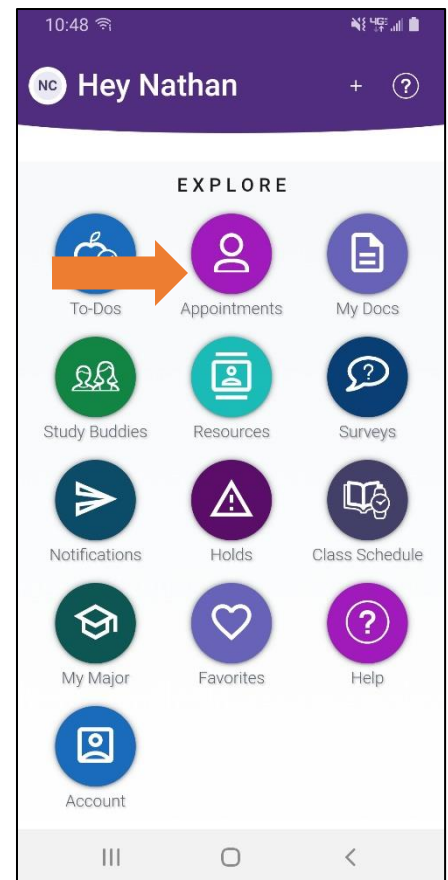 10:48
NC Hey Nathan + ?
EXPLORE
To-Dos Appointments My Docs
?
Study Buddies Resources Surveys
Notifications Holds Class Schedule
?
My Major Favorites Help
Account